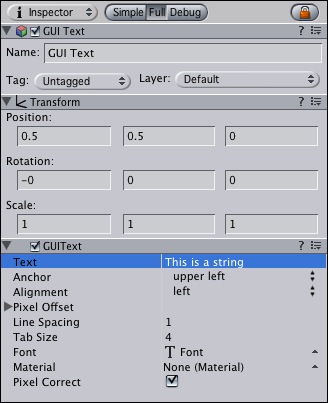 Inspector Simple Full Debug
GUI Text
Name: GUI Text
Tag: Untagged Layer: Default
Transform
Position:
0.5 0.5 0
Rotation:
-0 0 0
Scale:
1 1 1
GUIText
Text This is a string
Anchor upper left
Alignment left
Pixel Offset
Line Spacing 1
Tab Size 4
Font T Font
Material None (Material)
Pixel Correct